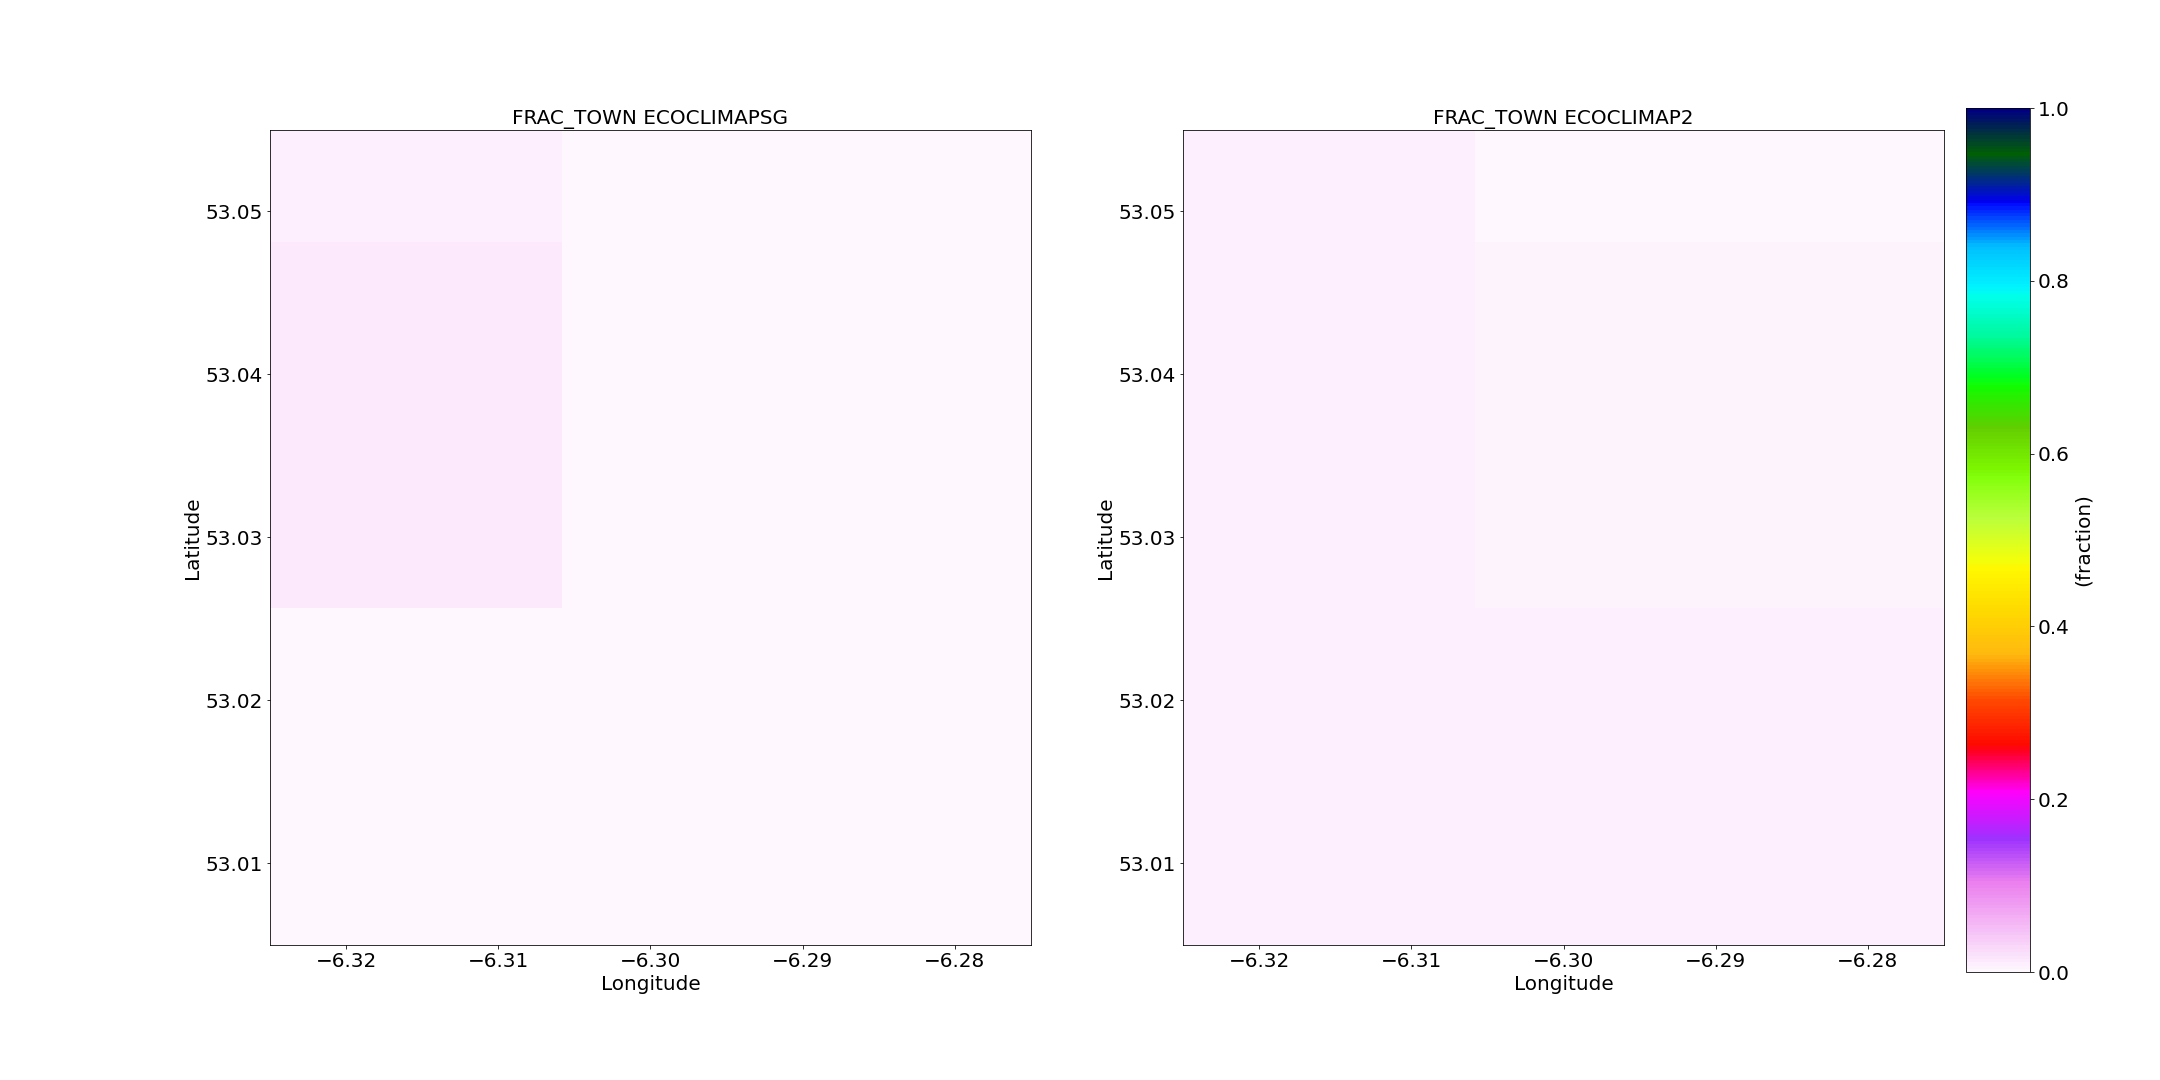 FRAC_TOWN ECOCLIMAPSG
53.05
53.04
53.03
53.02
53.01
Latitude
−6.32 −6.31 −6.30 −6.29 −6.28
Longitude
FRAC_TOWN ECOCLIMAP2
53.05
53.04
53.03
53.02
53.01
Latitude
−6.32 −6.31 −6.30 −6.29 −6.28
Longitude
1.0
0.8
0.6
0.4
0.2
0.0
(fraction)